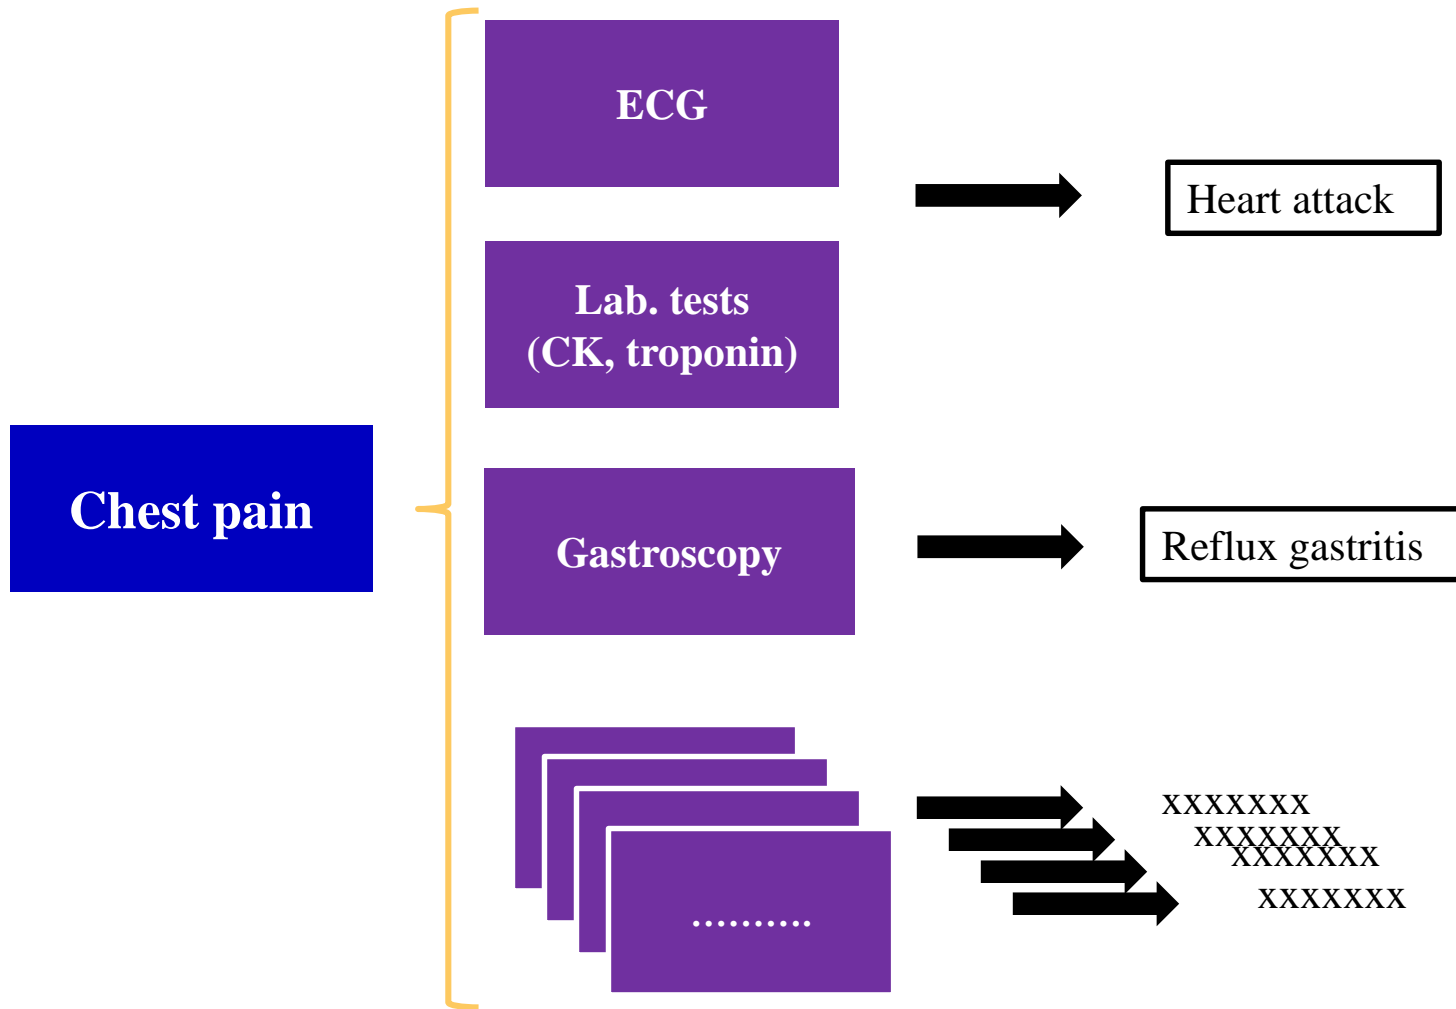 ECG
Heart attack
Lab. tests
(CK, troponin)
Chest pain
Gastroscopy
Reflux gastritis
xxxxxxx
xxxxxxx
xxxxxxx
xxxxxxx
..........